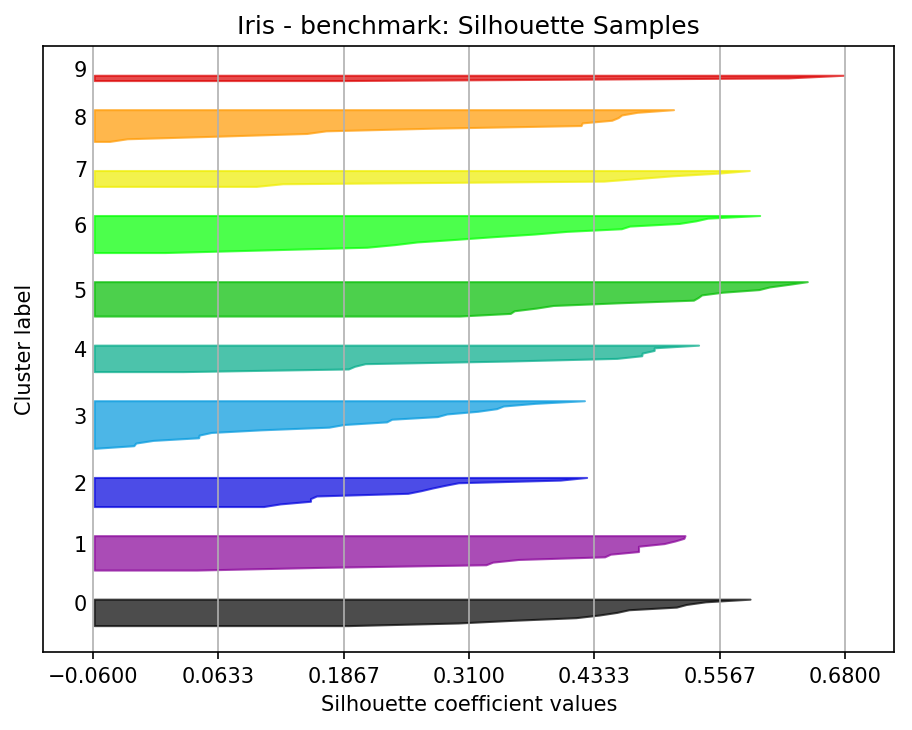 Iris - benchmark: Silhouette Samples
9
8
7
6
5
4
3
2
1
0
Cluster label
−0.0600 0.0633 0.1867 0.3100 0.4333 0.5567 0.6800
Silhouette coefficient values